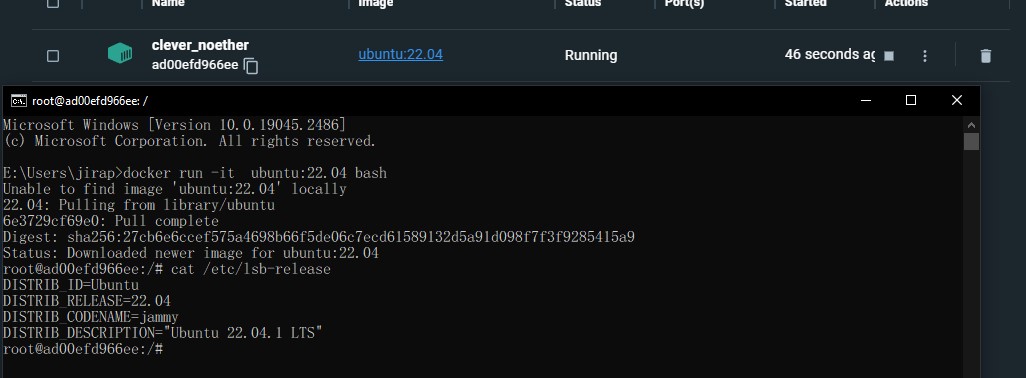 Name Image Status Port(s) Started Actions
clever_noether
ad00efd966ee ubuntu:22.04 Running 46 seconds ag
root@ad00efd966ee: /
Microsoft Windows [Version 10.0.19045.2486]
(c) Microsoft Corporation. All rights reserved.
E:\Users\jirap>docker run -it  ubuntu:22.04 bash
Unable to find image 'ubuntu:22.04' locally
22.04: Pulling from library/ubuntu
6e3729cf69e0: Pull complete
Digest: sha256:27cb6e6ccef575a4698b66f5de06c7ecd61589132d5a91d098f7f3f9285415a9
Status: Downloaded newer image for ubuntu:22.04
root@ad00efd966ee:/# cat /etc/lsb-release
DISTRIB_ID=Ubuntu
DISTRIB_RELEASE=22.04
DISTRIB_CODENAME=jammy
DISTRIB_DESCRIPTION="Ubuntu 22.04.1 LTS"
root@ad00efd966ee:/#